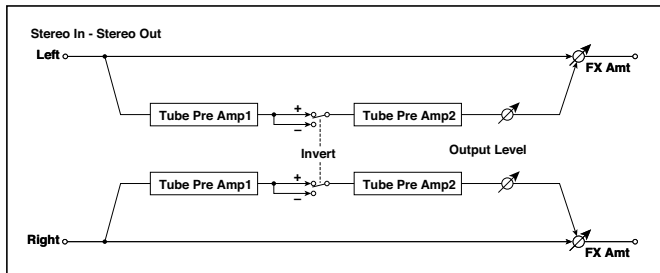 Stereo In - Stereo Out
Left
FX Amt
Tube Pre Amp1
+
–
Tube Pre Amp2
Invert
Output Level
Tube Pre Amp1
+
–
Tube Pre Amp2
Right
FX Amt